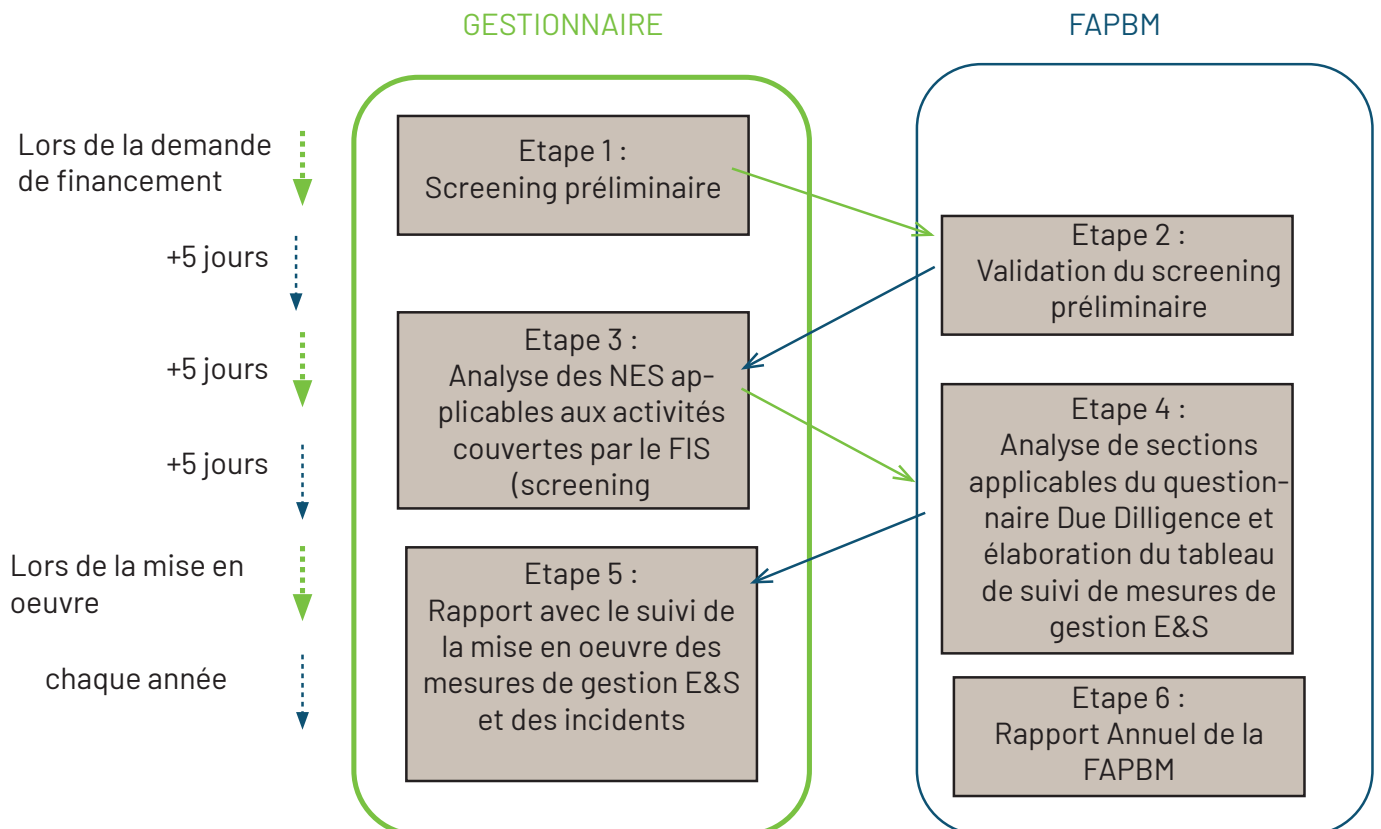 GESTIONNAIRE
FAPBM
Lors de la demande
de financement
+5 jours
+5 jours
+5 jours
Lors de la mise en
oeuvre
chaque année
Etape 1 :
Screening préliminaire
Etape 2 :
Validation du screening
préliminaire
Etape 3 :
Analyse des NES ap-
plicables aux activités
couvertes par le FIS
(screening
Etape 4 :
Analyse de sections
applicables du question-
naire Due Dilligence et
élaboration du tableau
de suivi de mesures de
gestion E&S
Etape 5 :
Rapport avec le suivi de
la mise en oeuvre des
mesures de gestion E&S
et des incidents
Etape 6 :
Rapport Annuel de la
FAPBM